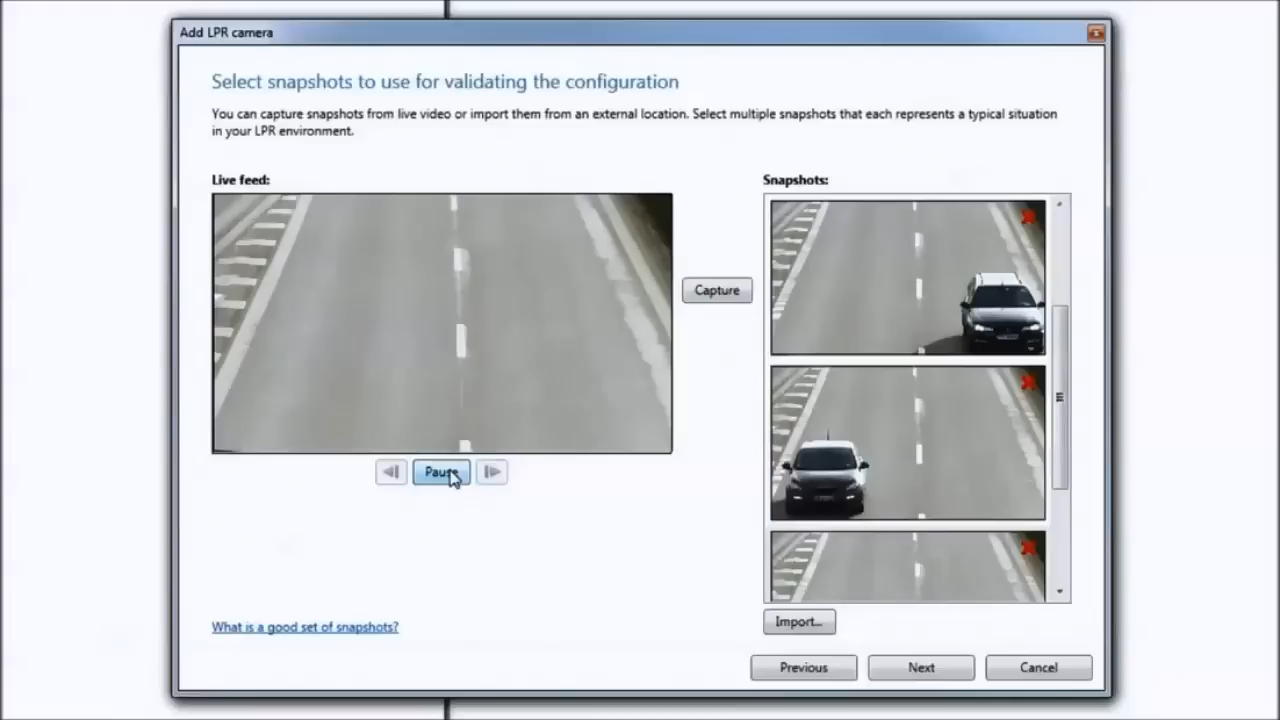 Add LPR camera
Select snapshots to use for validating the configuration
You can capture snapshots from live video or import them from an external location. Select multiple snapshots that each represents a typical situation
in your LPR environment.
Live feed:
Snapshots:
Capture
Pause
What is a good set of snapshots?
Import...
Previous
Next
Cancel